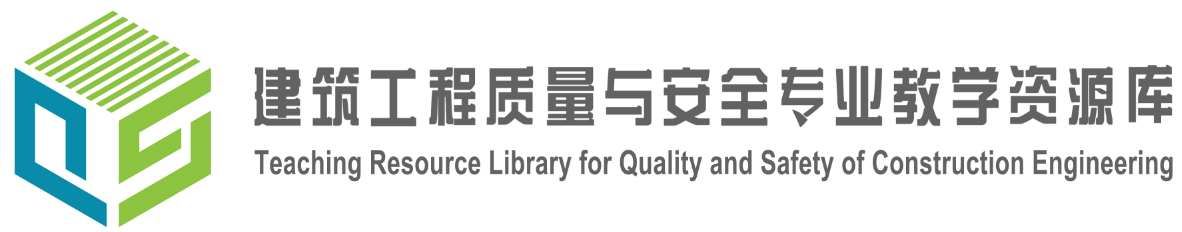 建筑工程质量与安全专业教学资源库
Teaching Resource Library for Quality and Safety of Construction Engineering